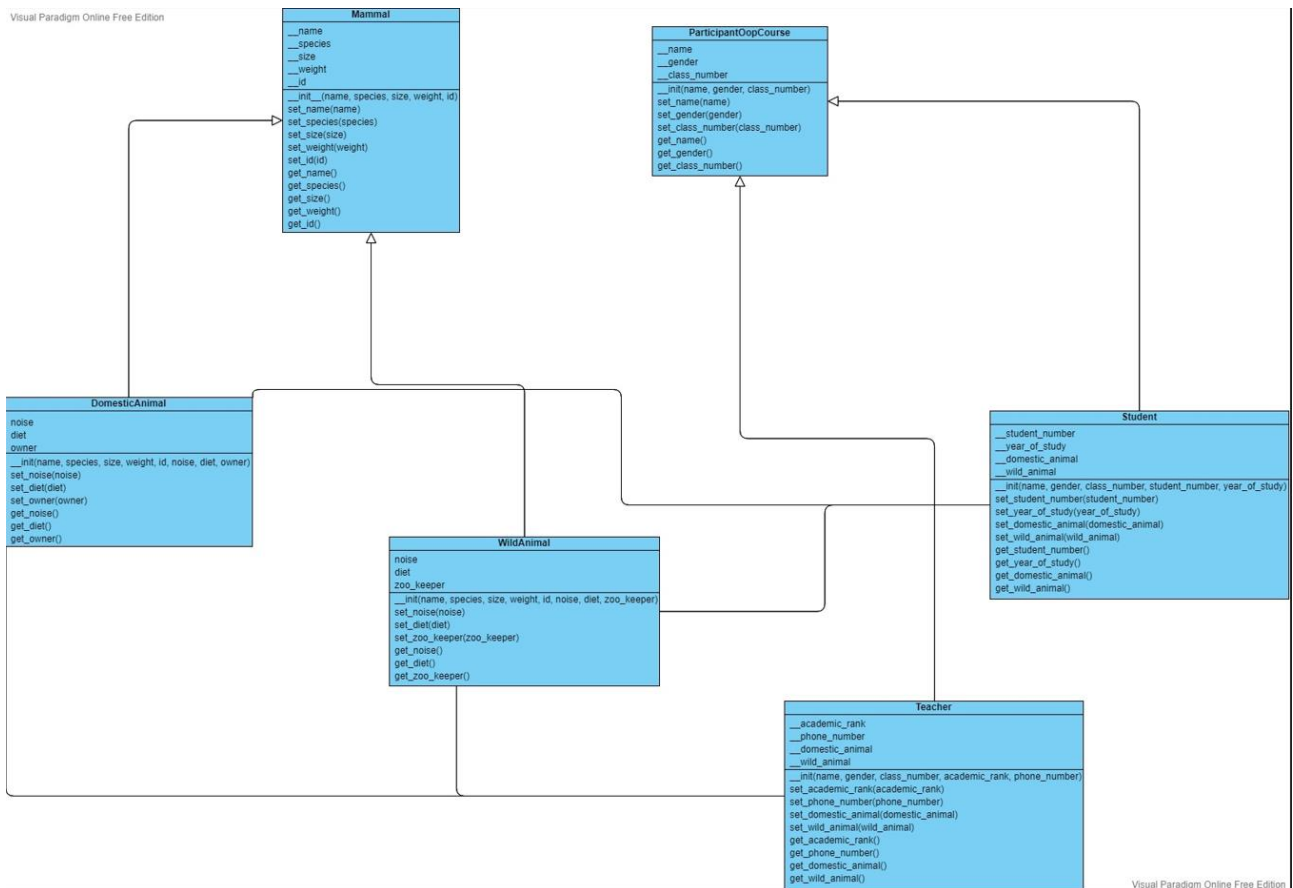 Visual Paradigm Online Free Edition
Mammal
__name
__species
__size
__weight
__id
__init__(name, species, size, weight, id)
set_name(name)
set_species(species)
set_size(size)
set_weight(weight)
set_id(id)
get_name()
get_species()
get_size()
get_weight()
get_id()
ParticipantOopCourse
__name
__gender
__class_number
__init(name, gender, class_number)
set_name(name)
set_gender(gender)
set_class_number(class_number)
get_name()
get_gender()
get_class_number()
DomesticAnimal
noise
diet
owner
__init(name, species, size, weight, id, noise, diet, owner)
set_noise(noise)
set_diet(diet)
set_owner(owner)
get_noise()
get_diet()
get_owner()
Student
__student_number
__year_of_study
__domestic_animal
__wild_animal
__init(name, gender, class_number, student_number, year_of_study)
set_student_number(student_number)
set_year_of_study(year_of_study)
set_domestic_animal(domestic_animal)
set_wild_animal(wild_animal)
get_student_number()
get_year_of_study()
get_domestic_animal()
get_wild_animal()
WildAnimal
noise
diet
zoo_keeper
__init(name, species, size, weight, id, noise, diet, zoo_keeper)
set_noise(noise)
set_diet(diet)
set_zoo_keeper(zoo_keeper)
get_noise()
get_diet()
get_zoo_keeper()
Teacher
__academic_rank
__phone_number
__domestic_animal
__wild_animal
__init(name, gender, class_number, academic_rank, phone_number)
set_academic_rank(academic_rank)
set_phone_number(phone_number)
set_domestic_animal(domestic_animal)
set_wild_animal(wild_animal)
get_academic_rank()
get_phone_number()
get_domestic_animal()
get_wild_animal()
Visual Paradigm Online Free Edition